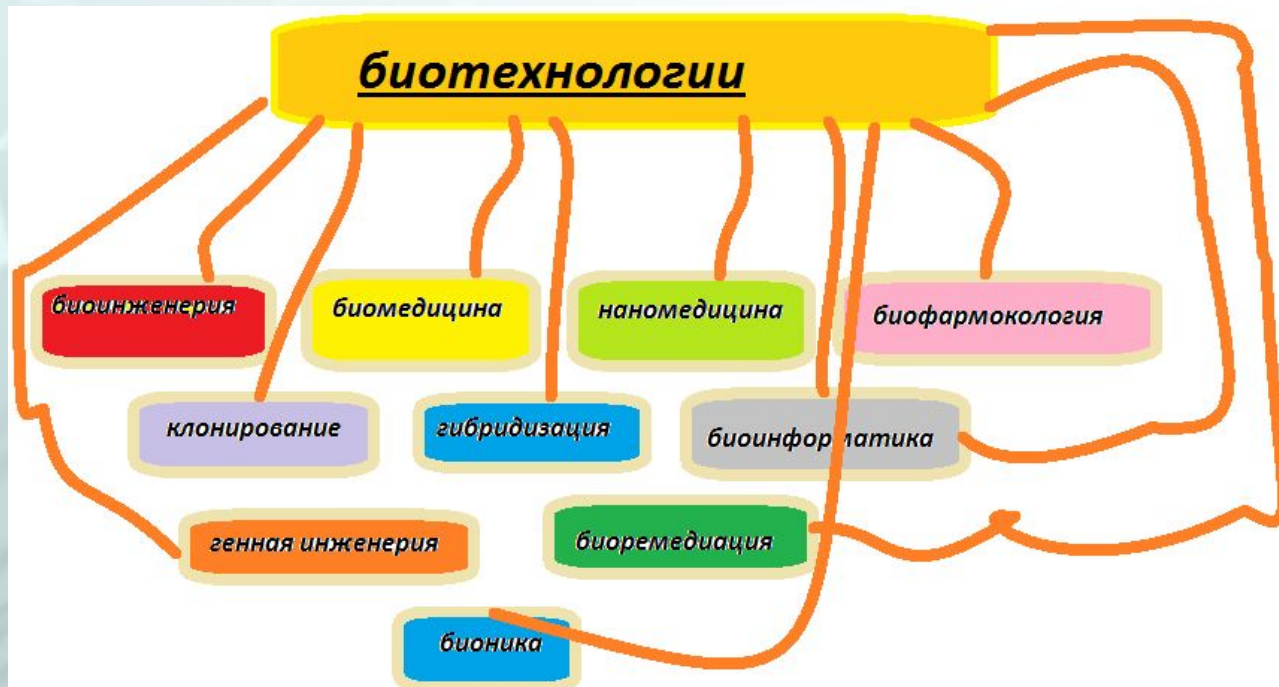 биотехнологии
биоинженерия
биомедицина
наномедицина
биофармокология
клонирование
гибридизация
биоинформатика
генная инженерия
биоремедиация
бионика